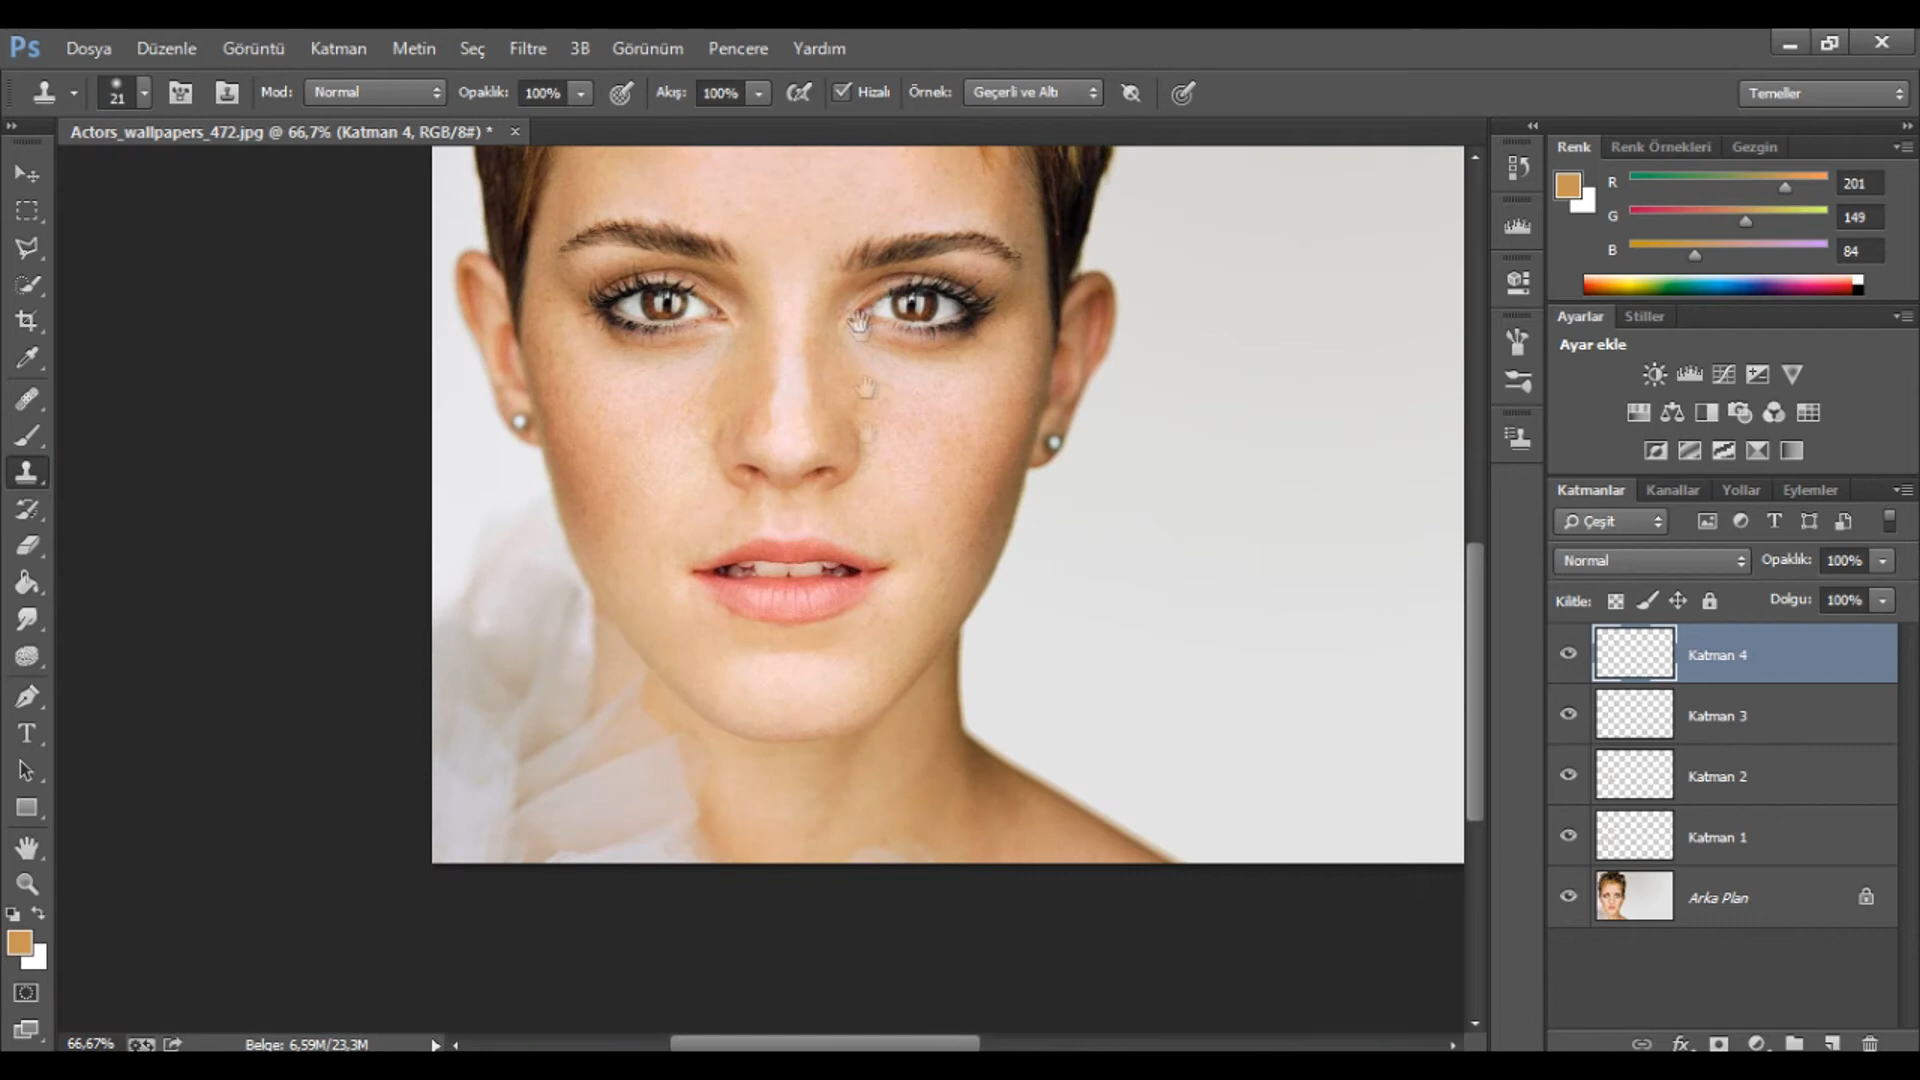 Ps Dosya Düzenle Görüntü Katman Metin Seç Filtre 3B Görünüm Pencere Yardım
21 Mod: Normal Opaklık: 100% Akış: 100% Hizalı Örnek: Geçerli ve Altı Temeller
Actors_wallpapers_472.jpg @ 66,7% (Katman 4, RGB/8#) *
Renk Renk Örnekleri Gezgin
R 201
G 149
B 84
Ayarlar Stiller
Ayar ekle
Katmanlar Kanallar Yollar Eylemler
Çeşit
Normal Opaklık: 100%
Kilitle: Dolgu: 100%
Katman 4
Katman 3
Katman 2
Katman 1
Arka Plan
66,67% Belge: 6,59M/23,3M
fx